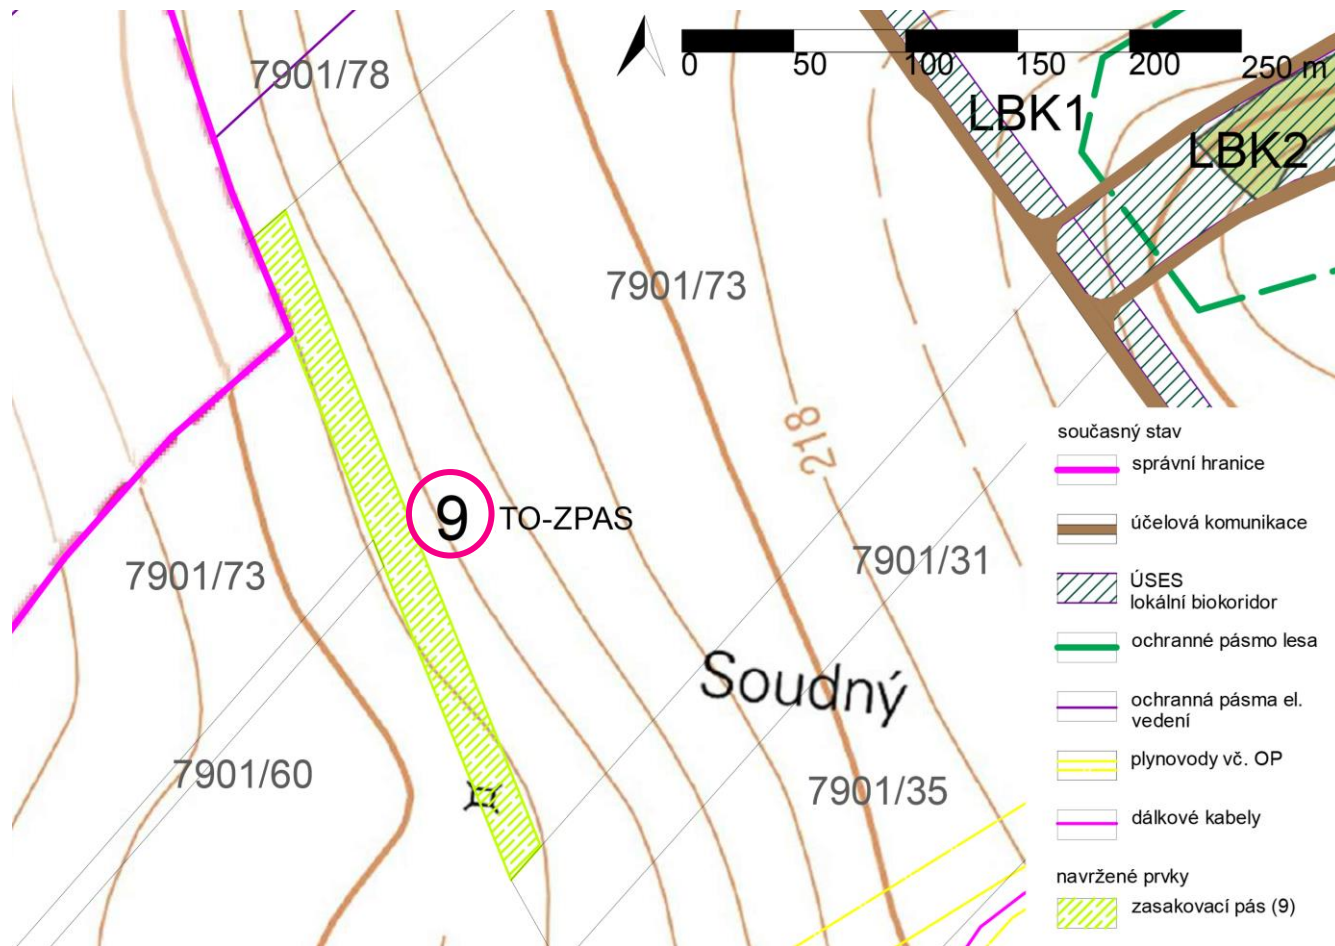 7901/78
0 50 100 150 200 250 m
LBK1
LBK2
7901/73
218
9 TO-ZPAS
7901/31
7901/73
Soudný
7901/60
7901/35
současný stav
správní hranice
účelová komunikace
ÚSES
lokální biokoridor
ochranné pásmo lesa
ochranná pásma el.
vedení
plynovody vč. OP
dálkové kabely
navržené prvky
zasakovací pás (9)